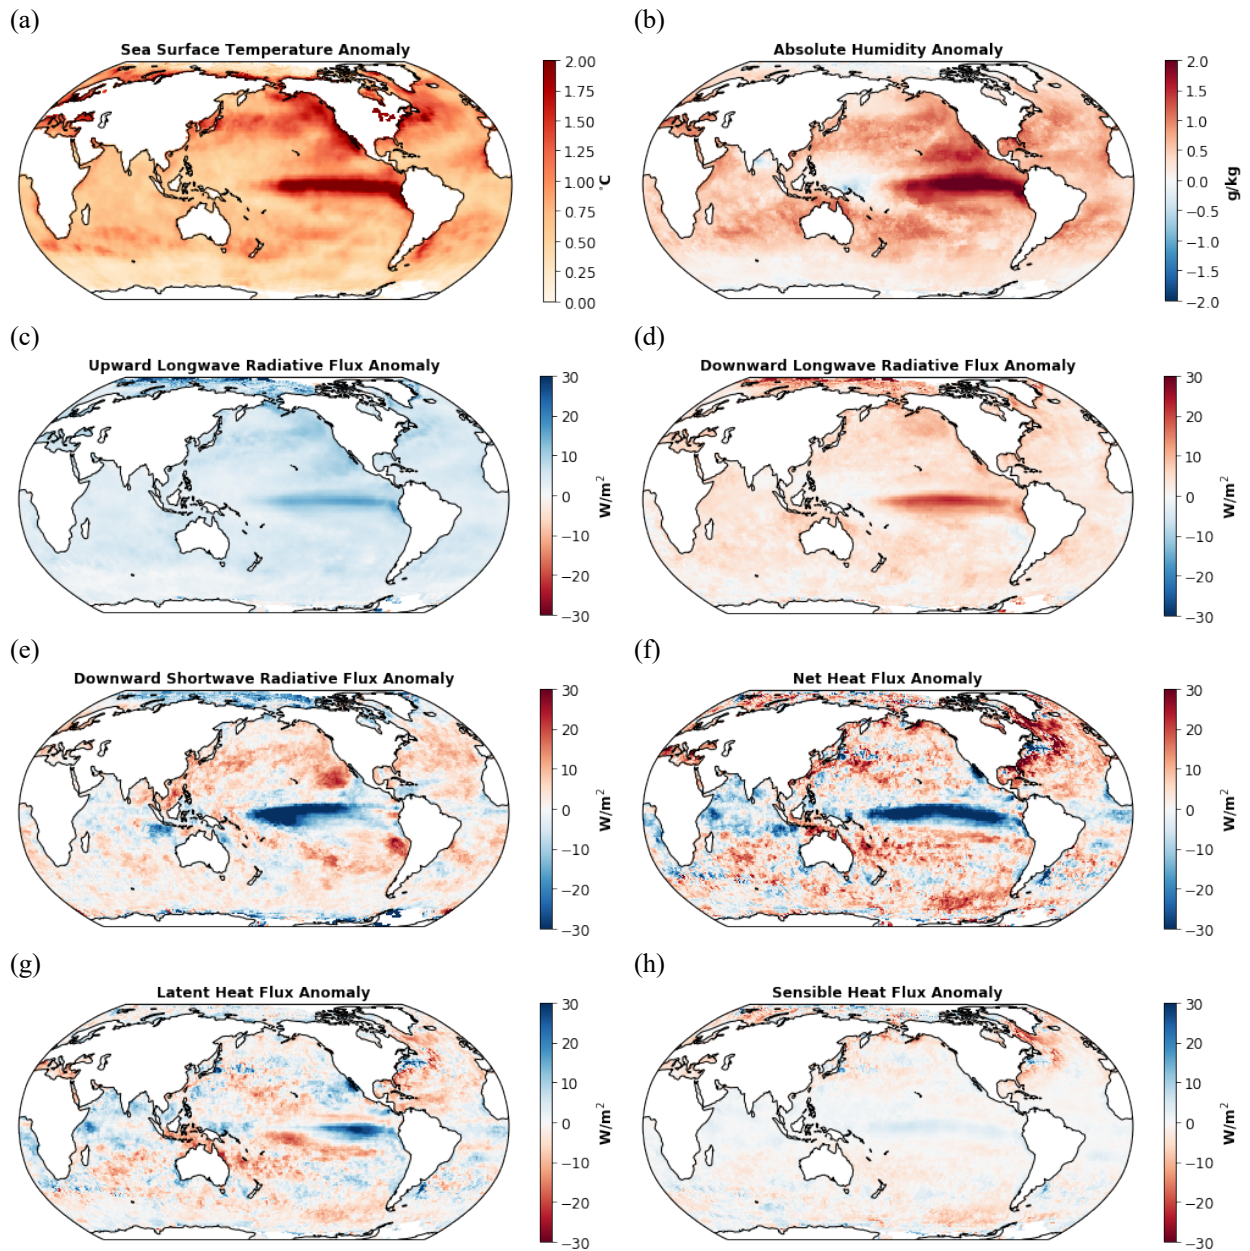 (a)
Sea Surface Temperature Anomaly
2.00
1.75
1.50
1.25
1.00
0.75
0.50
0.25
0.00
°C
(b)
Absolute Humidity Anomaly
2.0
1.5
1.0
0.5
0.0
−0.5
−1.0
−1.5
−2.0
g/kg
(c)
Upward Longwave Radiative Flux Anomaly
30
20
10
0
−10
−20
−30
W/m²
(d)
Downward Longwave Radiative Flux Anomaly
30
20
10
0
−10
−20
−30
W/m²
(e)
Downward Shortwave Radiative Flux Anomaly
30
20
10
0
−10
−20
−30
W/m²
(f)
Net Heat Flux Anomaly
30
20
10
0
−10
−20
−30
W/m²
(g)
Latent Heat Flux Anomaly
30
20
10
0
−10
−20
−30
W/m²
(h)
Sensible Heat Flux Anomaly
30
20
10
0
−10
−20
−30
W/m²